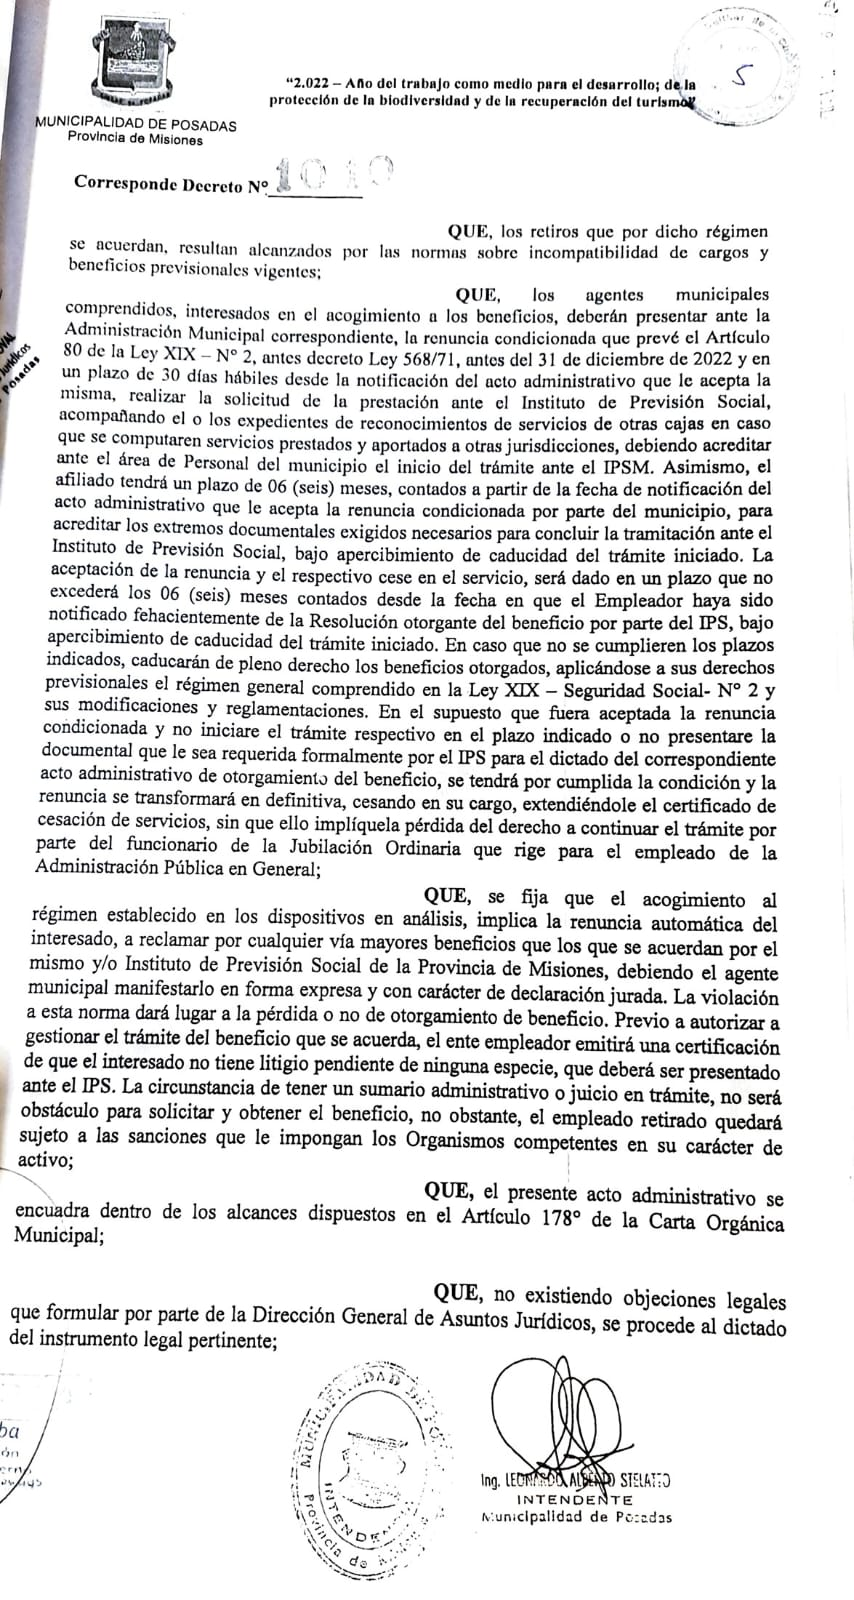 "2.022 – Año del trabajo como medio para el desarrollo; de la
protección de la biodiversidad y de la recuperación del turismo"
5
MUNICIPALIDAD DE POSADAS
Provincia de Misiones
Corresponde Decreto Nº 1010
QUE, los retiros que por dicho régimen
se acuerdan, resultan alcanzados por las normas sobre incompatibilidad de cargos y
beneficios previsionales vigentes;
QUE, los agentes municipales
comprendidos, interesados en el acogimiento a los beneficios, deberán presentar ante la
Administración Municipal correspondiente, la renuncia condicionada que prevé el Artículo
80 de la Ley XIX – Nº 2, antes decreto Ley 568/71, antes del 31 de diciembre de 2022 y en
un plazo de 30 días hábiles desde la notificación del acto administrativo que le acepta la
misma, realizar la solicitud de la prestación ante el Instituto de Previsión Social,
acompañando el o los expedientes de reconocimientos de servicios de otras cajas en caso
que se computaren servicios prestados y aportados a otras jurisdicciones, debiendo acreditar
ante el área de Personal del municipio el inicio del trámite ante el IPSM. Asimismo, el
afiliado tendrá un plazo de 06 (seis) meses, contados a partir de la fecha de notificación del
acto administrativo que le acepta la renuncia condicionada por parte del municipio, para
acreditar los extremos documentales exigidos necesarios para concluir la tramitación ante el
Instituto de Previsión Social, bajo apercibimiento de caducidad del trámite iniciado. La
aceptación de la renuncia y el respectivo cese en el servicio, será dado en un plazo que no
excederá los 06 (seis) meses contados desde la fecha en que el Empleador haya sido
notificado fehacientemente de la Resolución otorgante del beneficio por parte del IPS, bajo
apercibimiento de caducidad del trámite iniciado. En caso que no se cumplieren los plazos
indicados, caducarán de pleno derecho los beneficios otorgados, aplicándose a sus derechos
previsionales el régimen general comprendido en la Ley XIX – Seguridad Social- Nº 2 y
sus modificaciones y reglamentaciones. En el supuesto que fuera aceptada la renuncia
condicionada y no iniciare el trámite respectivo en el plazo indicado o no presentare la
documental que le sea requerida formalmente por el IPS para el dictado del correspondiente
acto administrativo de otorgamiento del beneficio, se tendrá por cumplida la condición y la
renuncia se transformará en definitiva, cesando en su cargo, extendiéndole el certificado de
cesación de servicios, sin que ello implíquela pérdida del derecho a continuar el trámite por
parte del funcionario de la Jubilación Ordinaria que rige para el empleado de la
Administración Pública en General;
QUE, se fija que el acogimiento al
régimen establecido en los dispositivos en análisis, implica la renuncia automática del
interesado, a reclamar por cualquier vía mayores beneficios que los que se acuerdan por el
mismo y/o Instituto de Previsión Social de la Provincia de Misiones, debiendo el agente
municipal manifestarlo en forma expresa y con carácter de declaración jurada. La violación
a esta norma dará lugar a la pérdida o no de otorgamiento de beneficio. Previo a autorizar a
gestionar el trámite del beneficio que se acuerda, el ente empleador emitirá una certificación
de que el interesado no tiene litigio pendiente de ninguna especie, que deberá ser presentado
ante el IPS. La circunstancia de tener un sumario administrativo o juicio en trámite, no será
obstáculo para solicitar y obtener el beneficio, no obstante, el empleado retirado quedará
sujeto a las sanciones que le impongan los Organismos competentes en su carácter de
activo;
QUE, el presente acto administrativo se
encuadra dentro de los alcances dispuestos en el Artículo 178º de la Carta Orgánica
Municipal;
QUE, no existiendo objeciones legales
que formular por parte de la Dirección General de Asuntos Jurídicos, se procede al dictado
del instrumento legal pertinente;
Ing. LEONARDO ALBERTO STELATTO
INTENDENTE
Municipalidad de Posadas